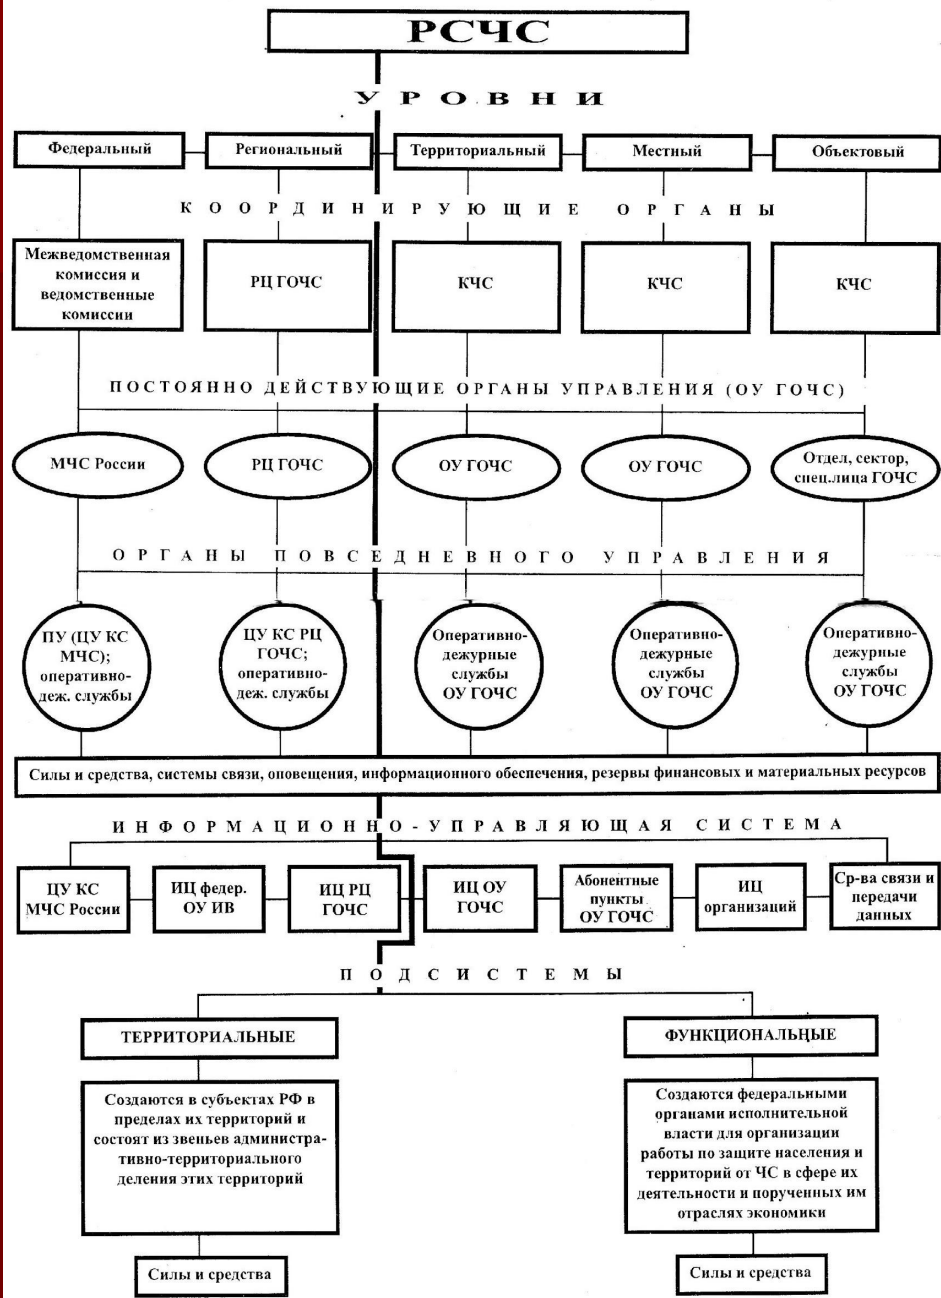 РСЧС
УРОВНИ
Федеральный
Региональный
Территориальный
Местный
Объектовый
КООРДИНИРУЮЩИЕ ОРГАНЫ
Межведомственная
комиссия и
ведомственные
комиссии
РЦ ГОЧС
КЧС
КЧС
КЧС
ПОСТОЯННО ДЕЙСТВУЮЩИЕ ОРГАНЫ УПРАВЛЕНИЯ (ОУ ГОЧС)
МЧС России
РЦ ГОЧС
ОУ ГОЧС
ОУ ГОЧС
Отдел, сектор,
спец.лица ГОЧС
ОРГАНЫ ПОВСЕДНЕВНОГО УПРАВЛЕНИЯ
ПУ (ЦУ КС
МЧС);
оперативно-
деж. службы
ЦУ КС РЦ
ГОЧС;
оперативно-
деж. службы
Оперативно-
дежурные
службы
ОУ ГОЧС
Оперативно-
дежурные
службы
ОУ ГОЧС
Оперативно-
дежурные
службы
ОУ ГОЧС
Силы и средства, системы связи, оповещения, информационного обеспечения, резервы финансовых и материальных ресурсов
ИНФОРМАЦИОННО-УПРАВЛЯЮЩАЯ СИСТЕМА
ЦУ КС
МЧС России
ИЦ федер.
ОУ ИВ
ИЦ РЦ
ГОЧС
ИЦ ОУ
ГОЧС
Абонентные
пункты
ОУ ГОЧС
ИЦ
организаций
Ср-ва связи и
передачи
данных
ПОДСИСТЕМЫ
ТЕРРИТОРИАЛЬНЫЕ
Создаются в субъектах РФ в
пределах их территорий и
состоят из звеньев администра-
тивно-территориального
деления этих территорий
Силы и средства
ФУНКЦИОНАЛЬНЫЕ
Создаются федеральными
органами исполнительной
власти для организации
работы по защите населения и
территорий от ЧС в сфере их
деятельности и порученных им
отраслях экономики
Силы и средства